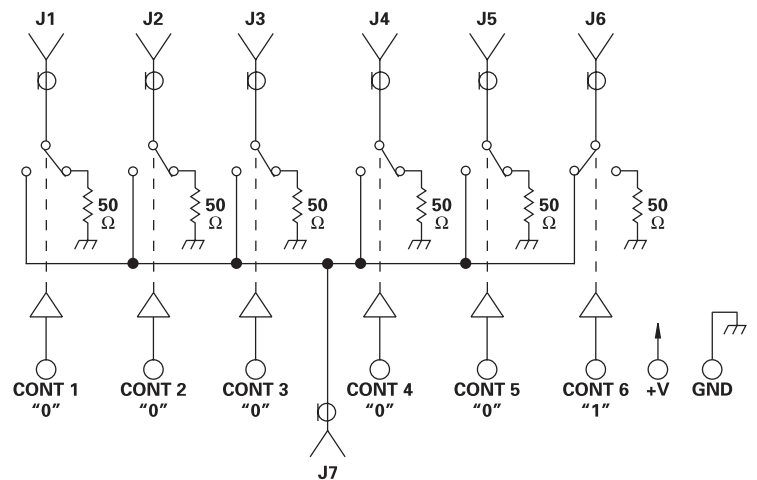 J1 J2 J3 J4 J5 J6
50 50 50 50 50 50
Ω Ω Ω Ω Ω Ω
CONT 1 CONT 2 CONT 3 CONT 4 CONT 5 CONT 6 +V GND
“0” “0” “0” “0” “0” “1”
J7